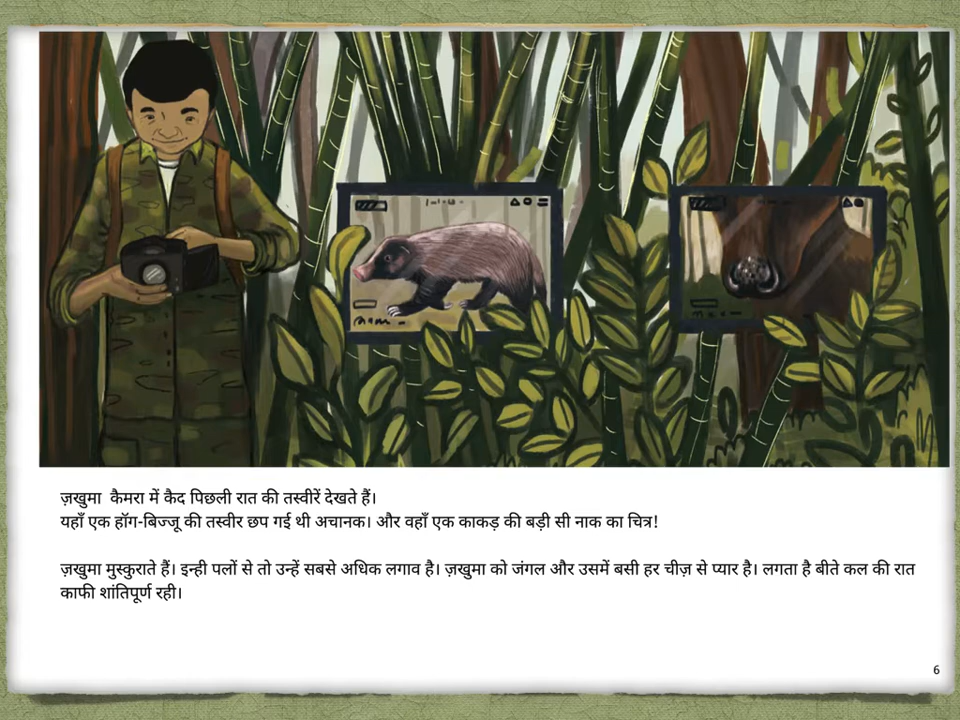 ज़खुमा  कैमरा में कैद पिछली रात की तस्वीरें देखते हैं।
यहाँ एक हॉग-बिज्जू की तस्वीर छप गई थी अचानक। और वहाँ एक काकड़ की बड़ी सी नाक का चित्र!
ज़खुमा मुस्कुराते हैं। इन्ही पलों से तो उन्हें सबसे अधिक लगाव है। ज़खुमा को जंगल और उसमें बसी हर चीज़ से प्यार है। लगता है बीते कल की रात
काफी शांतिपूर्ण रही।
6